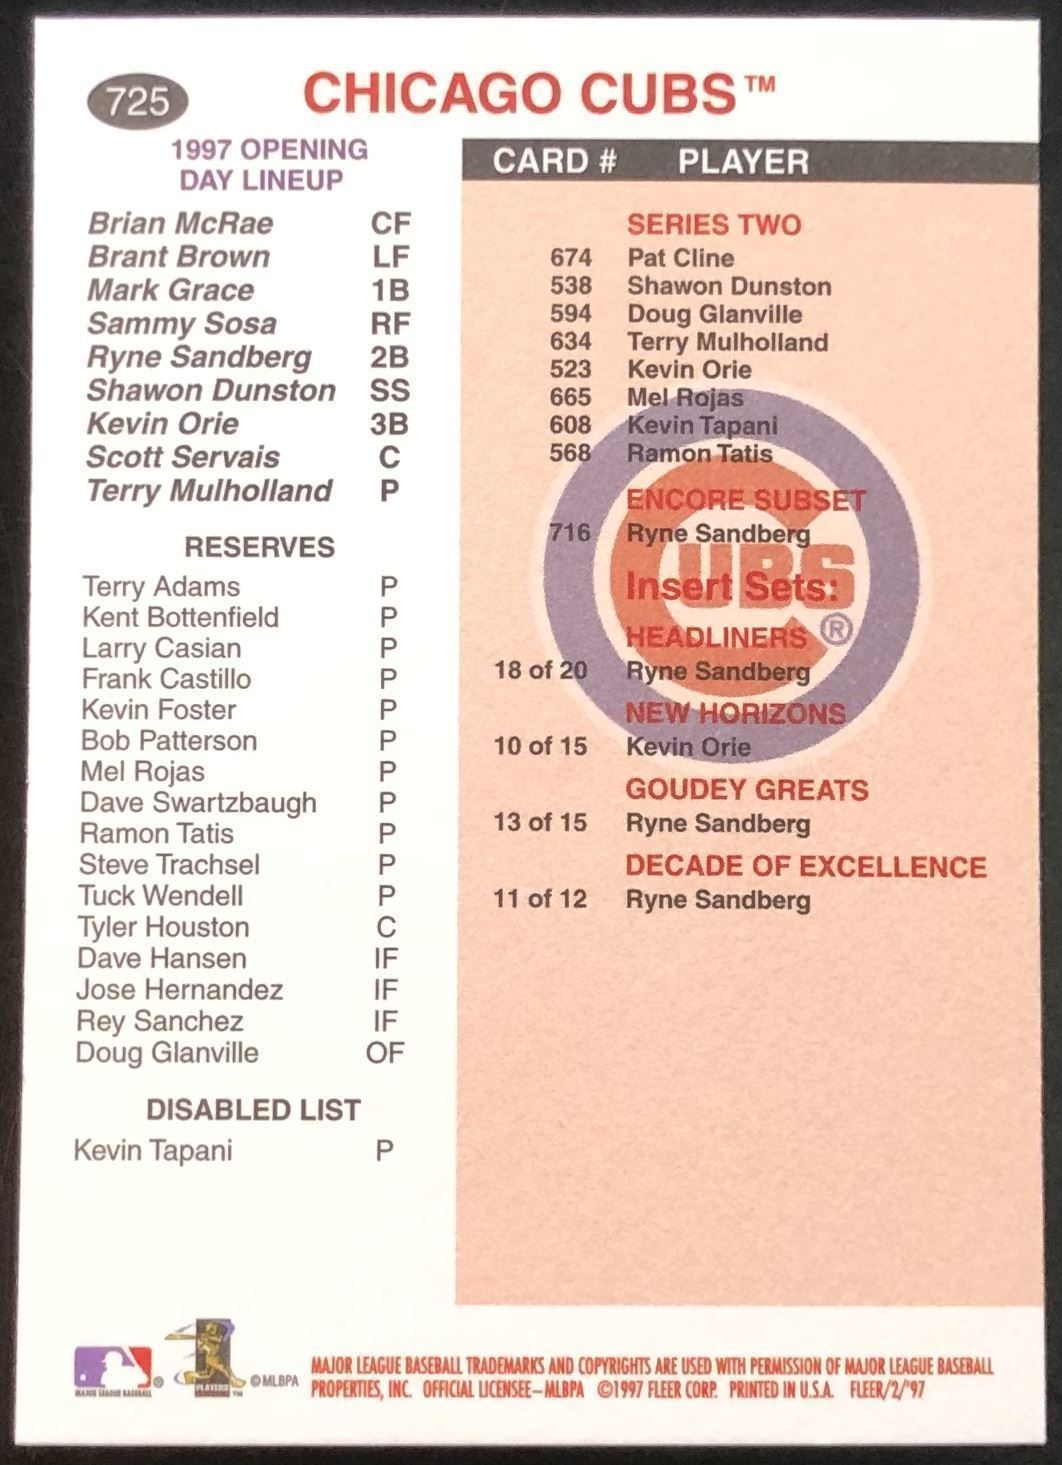 725
CHICAGO CUBS™
1997 OPENING
DAY LINEUP
Brian McRae CF
Brant Brown LF
Mark Grace 1B
Sammy Sosa RF
Ryne Sandberg 2B
Shawon Dunston SS
Kevin Orie 3B
Scott Servais C
Terry Mulholland P
RESERVES
Terry Adams P
Kent Bottenfield P
Larry Casian P
Frank Castillo P
Kevin Foster P
Bob Patterson P
Mel Rojas P
Dave Swartzbaugh P
Ramon Tatis P
Steve Trachsel P
Tuck Wendell P
Tyler Houston C
Dave Hansen IF
Jose Hernandez IF
Rey Sanchez IF
Doug Glanville OF
DISABLED LIST
Kevin Tapani P
CARD # PLAYER
SERIES TWO
674 Pat Cline
538 Shawon Dunston
594 Doug Glanville
634 Terry Mulholland
523 Kevin Orie
665 Mel Rojas
608 Kevin Tapani
568 Ramon Tatis
ENCORE SUBSET
716 Ryne Sandberg
UBS ®
Insert Sets:
HEADLINERS
18 of 20 Ryne Sandberg
NEW HORIZONS
10 of 15 Kevin Orie
GOUDEY GREATS
13 of 15 Ryne Sandberg
DECADE OF EXCELLENCE
11 of 12 Ryne Sandberg
MAJOR LEAGUE BASEBALL ®
PLAYERS ™
© MLBPA
MAJOR LEAGUE BASEBALL TRADEMARKS AND COPYRIGHTS ARE USED WITH PERMISSION OF MAJOR LEAGUE BASEBALL
PROPERTIES, INC. OFFICIAL LICENSEE–MLBPA ©1997 FLEER CORP. PRINTED IN U.S.A. FLEER/2/'97